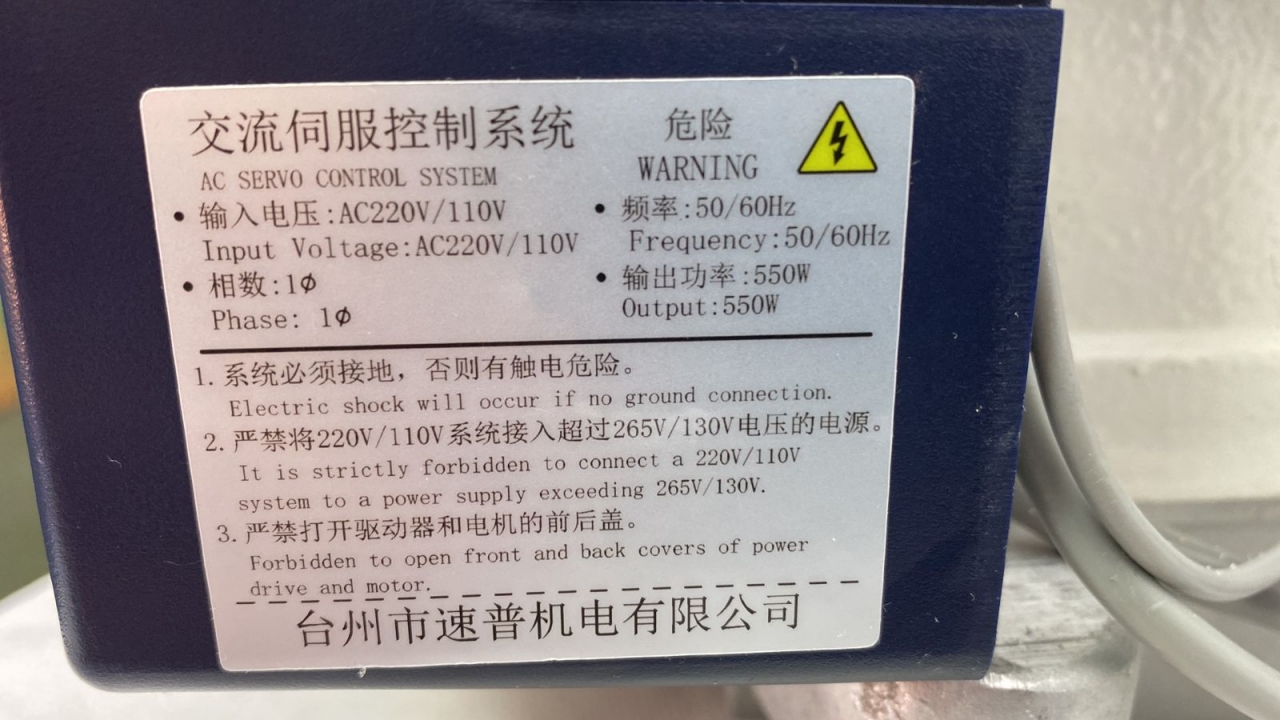 交流伺服控制系统
AC SERVO CONTROL SYSTEM
危险
WARNING
• 输入电压:AC220V/110V
Input Voltage:AC220V/110V
• 频率:50/60Hz
Frequency:50/60Hz
• 相数:1Ø
Phase: 1Ø
• 输出功率:550W
Output:550W
1. 系统必须接地，否则有触电危险。
Electric shock will occur if no ground connection.
2. 严禁将220V/110V系统接入超过265V/130V电压的电源。
It is strictly forbidden to connect a 220V/110V
system to a power supply exceeding 265V/130V.
3. 严禁打开驱动器和电机的前后盖。
Forbidden to open front and back covers of power
drive and motor.
台州市速普机电有限公司